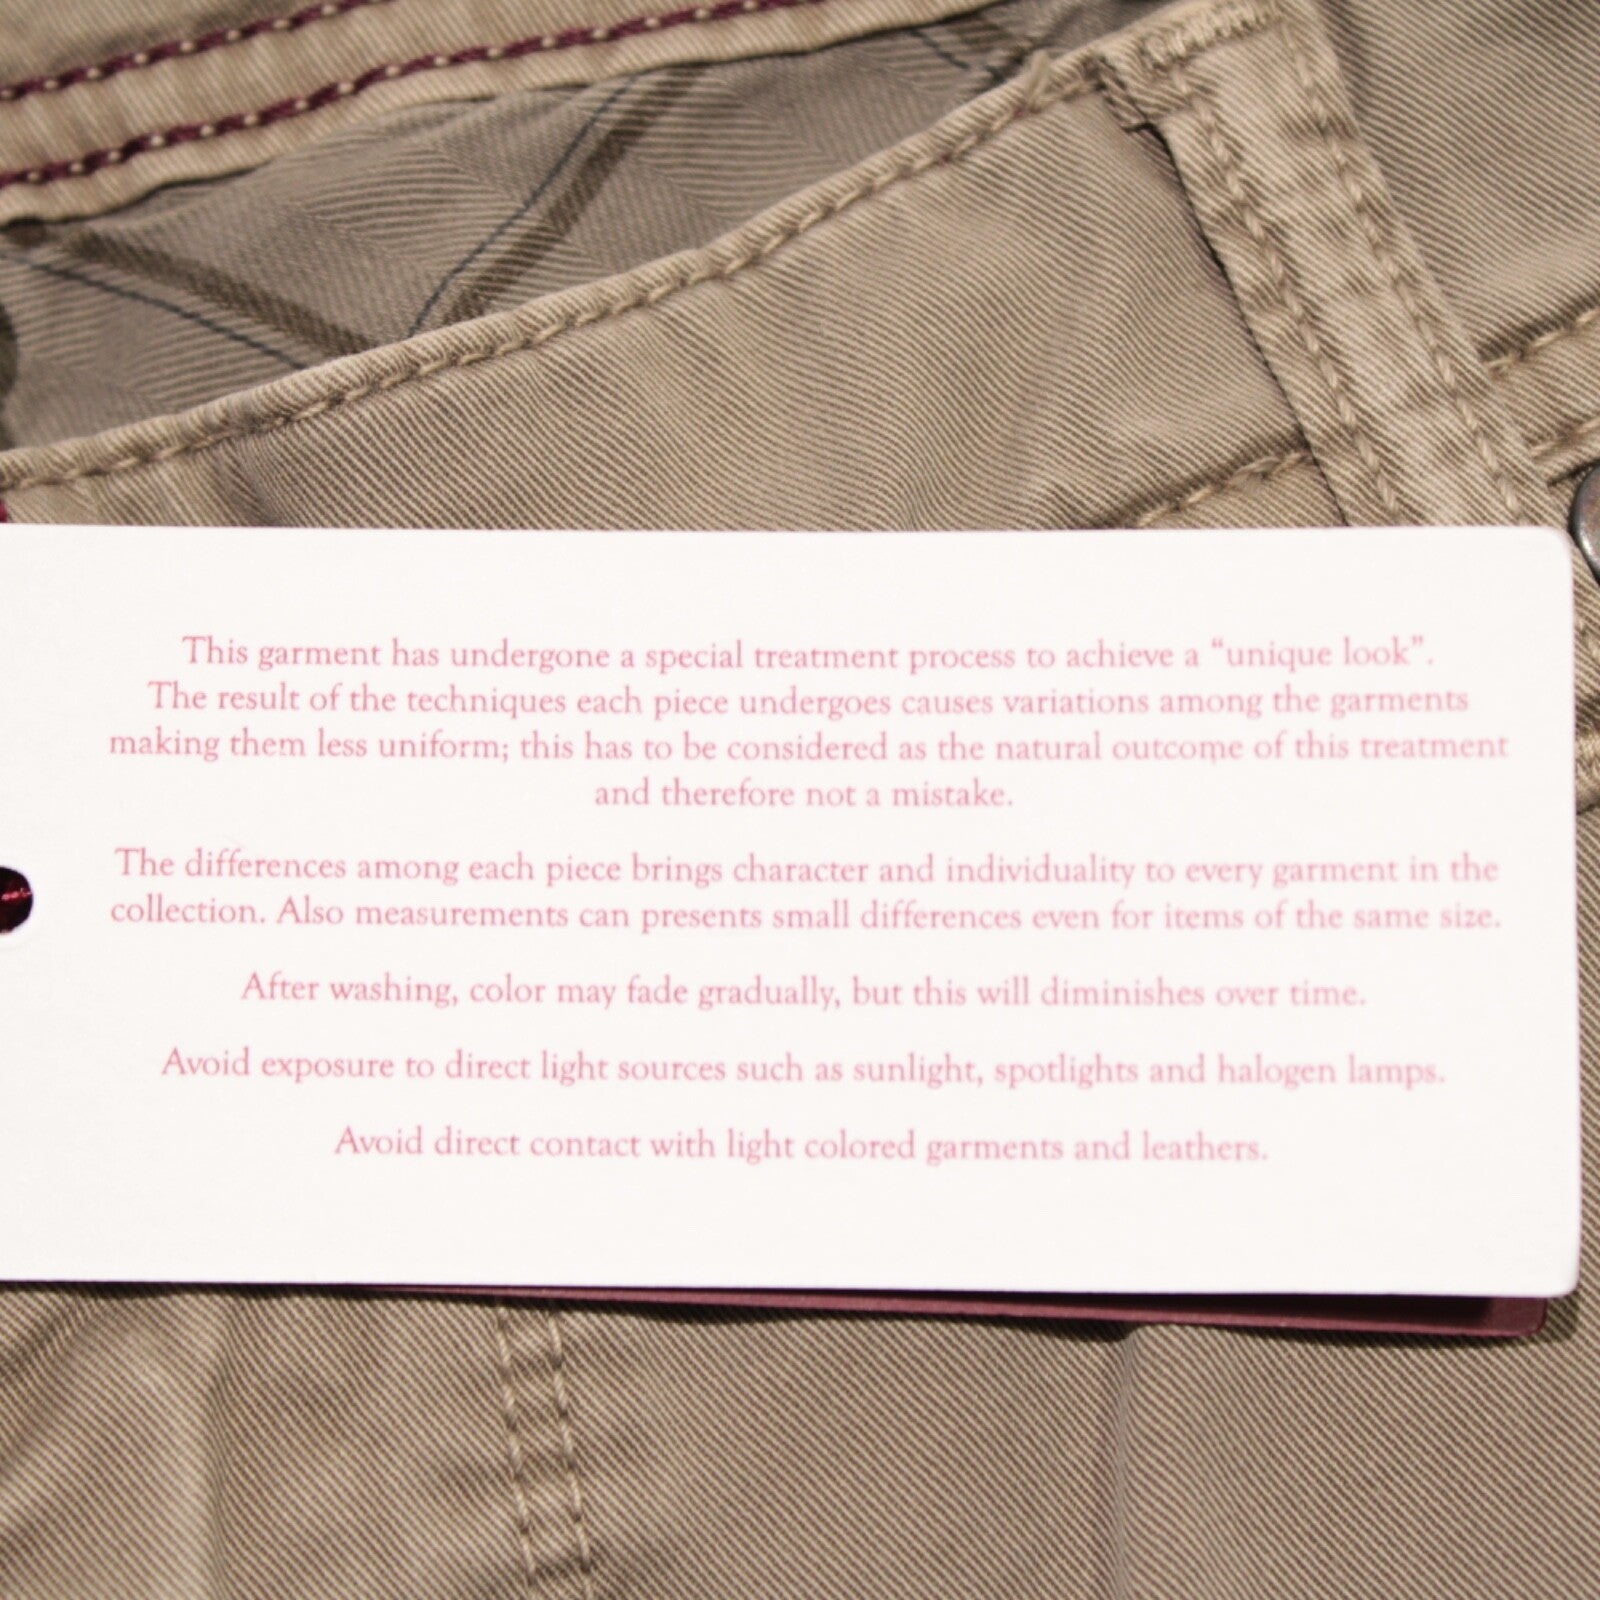 This garment has undergone a special treatment process to achieve a “unique look”.
The result of the techniques each piece undergoes causes variations among the garments
making them less uniform; this has to be considered as the natural outcome of this treatment
and therefore not a mistake.
The differences among each piece brings character and individuality to every garment in the
collection. Also measurements can presents small differences even for items of the same size.
After washing, color may fade gradually, but this will diminishes over time.
Avoid exposure to direct light sources such as sunlight, spotlights and halogen lamps.
Avoid direct contact with light colored garments and leathers.